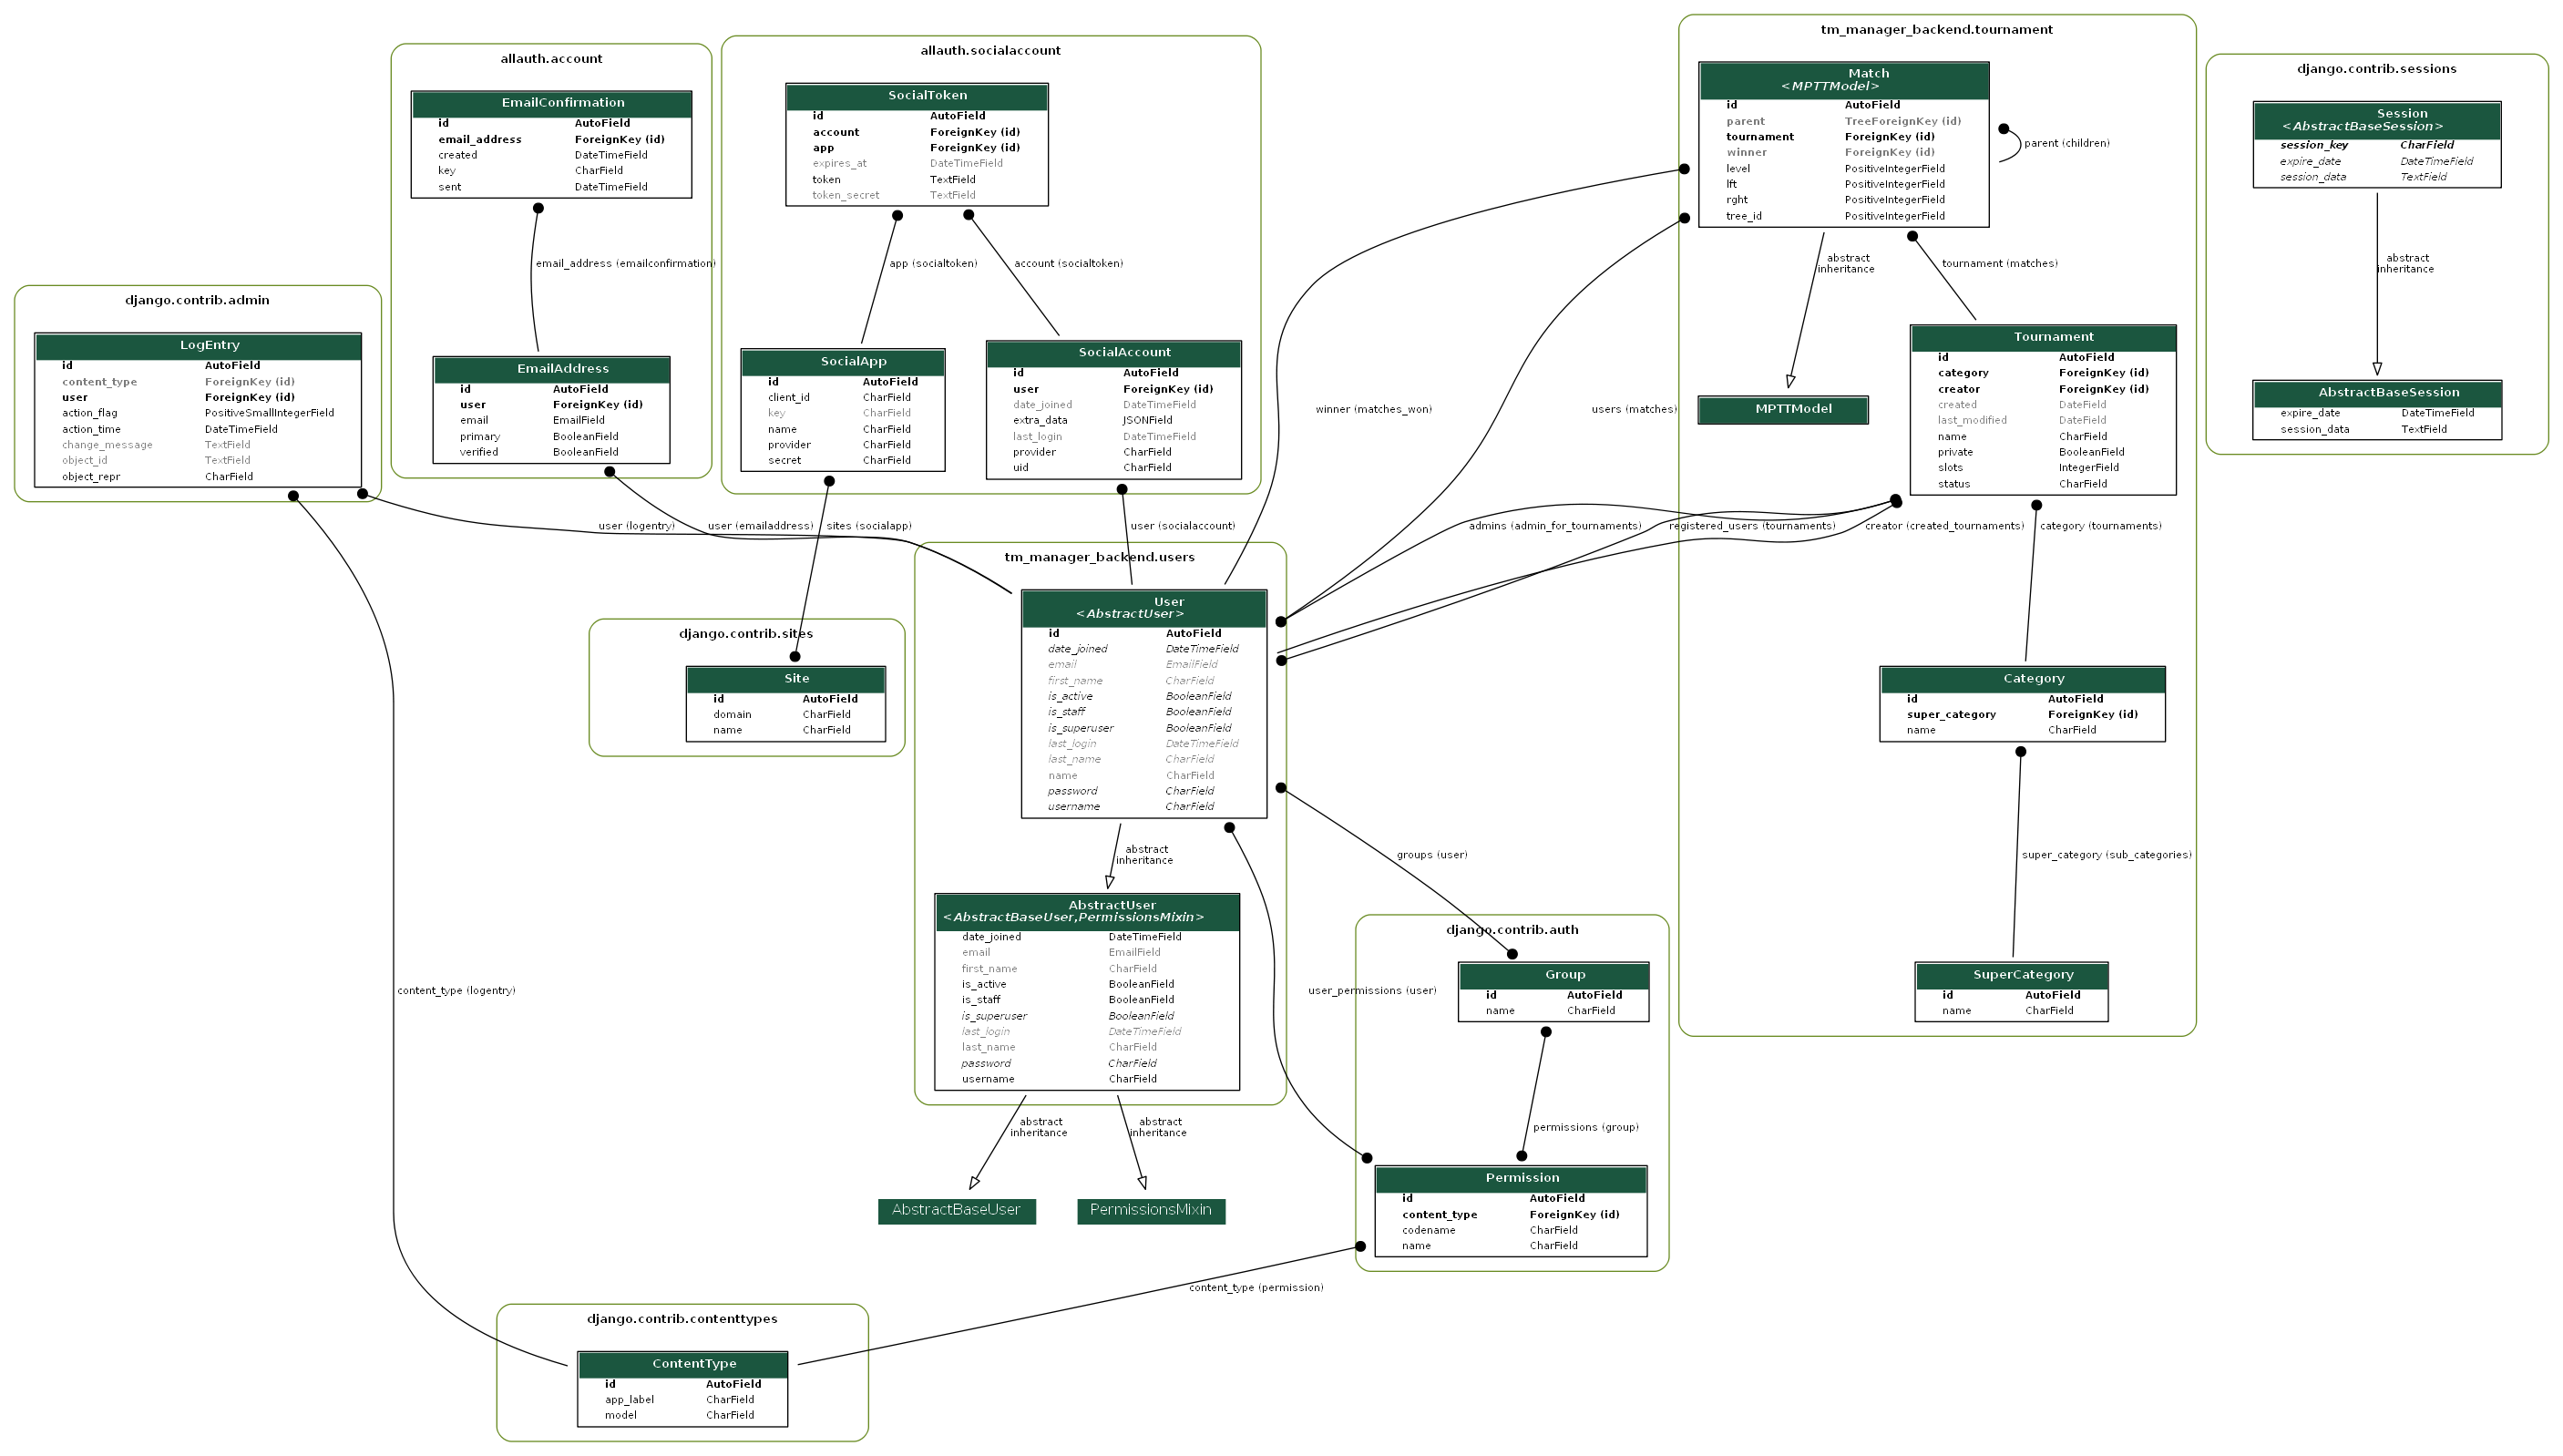 allauth.account
EmailConfirmation
id AutoField
email_address ForeignKey (id)
created DateTimeField
key CharField
sent DateTimeField
email_address (emailconfirmation)
EmailAddress
id AutoField
user ForeignKey (id)
email EmailField
primary BooleanField
verified BooleanField
allauth.socialaccount
SocialToken
id AutoField
account ForeignKey (id)
app ForeignKey (id)
expires_at DateTimeField
token TextField
token_secret TextField
app (socialtoken)
account (socialtoken)
SocialApp
id AutoField
client_id CharField
key CharField
name CharField
provider CharField
secret CharField
SocialAccount
id AutoField
user ForeignKey (id)
date_joined DateTimeField
extra_data JSONField
last_login DateTimeField
provider CharField
uid CharField
tm_manager_backend.tournament
Match
<MPTTModel>
id AutoField
parent TreeForeignKey (id)
tournament ForeignKey (id)
winner ForeignKey (id)
level PositiveIntegerField
lft PositiveIntegerField
rght PositiveIntegerField
tree_id PositiveIntegerField
parent (children)
abstract
inheritance
tournament (matches)
MPTTModel
Tournament
id AutoField
category ForeignKey (id)
creator ForeignKey (id)
created DateField
last_modified DateField
name CharField
private BooleanField
slots IntegerField
status CharField
category (tournaments)
Category
id AutoField
super_category ForeignKey (id)
name CharField
super_category (sub_categories)
SuperCategory
id AutoField
name CharField
django.contrib.sessions
Session
<AbstractBaseSession>
session_key CharField
expire_date DateTimeField
session_data TextField
abstract
inheritance
AbstractBaseSession
expire_date DateTimeField
session_data TextField
django.contrib.admin
LogEntry
id AutoField
content_type ForeignKey (id)
user ForeignKey (id)
action_flag PositiveSmallIntegerField
action_time DateTimeField
change_message TextField
object_id TextField
object_repr CharField
winner (matches_won)
users (matches)
user (logentry)
user (emailaddress)
sites (socialapp)
user (socialaccount)
admins (admin_for_tournaments)
registered_users (tournaments)
creator (created_tournaments)
django.contrib.sites
Site
id AutoField
domain CharField
name CharField
tm_manager_backend.users
User
<AbstractUser>
id AutoField
date_joined DateTimeField
email EmailField
first_name CharField
is_active BooleanField
is_staff BooleanField
is_superuser BooleanField
last_login DateTimeField
last_name CharField
name CharField
password CharField
username CharField
abstract
inheritance
AbstractUser
<AbstractBaseUser,PermissionsMixin>
date_joined DateTimeField
email EmailField
first_name CharField
is_active BooleanField
is_staff BooleanField
is_superuser BooleanField
last_login DateTimeField
last_name CharField
password CharField
username CharField
abstract
inheritance
abstract
inheritance
AbstractBaseUser
PermissionsMixin
groups (user)
user_permissions (user)
content_type (logentry)
django.contrib.auth
Group
id AutoField
name CharField
permissions (group)
Permission
id AutoField
content_type ForeignKey (id)
codename CharField
name CharField
content_type (permission)
django.contrib.contenttypes
ContentType
id AutoField
app_label CharField
model CharField